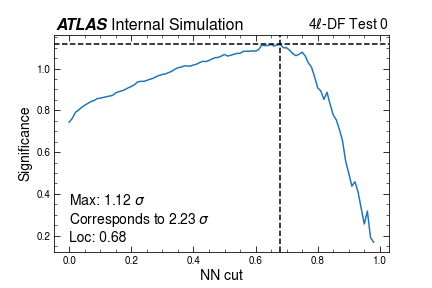 ATLAS Internal Simulation
4ℓ-DF Test 0
Significance
1.0
0.8
0.6
0.4
0.2
Max: 1.12 σ
Corresponds to 2.23 σ
Loc: 0.68
0.0 0.2 0.4 0.6 0.8 1.0
NN cut